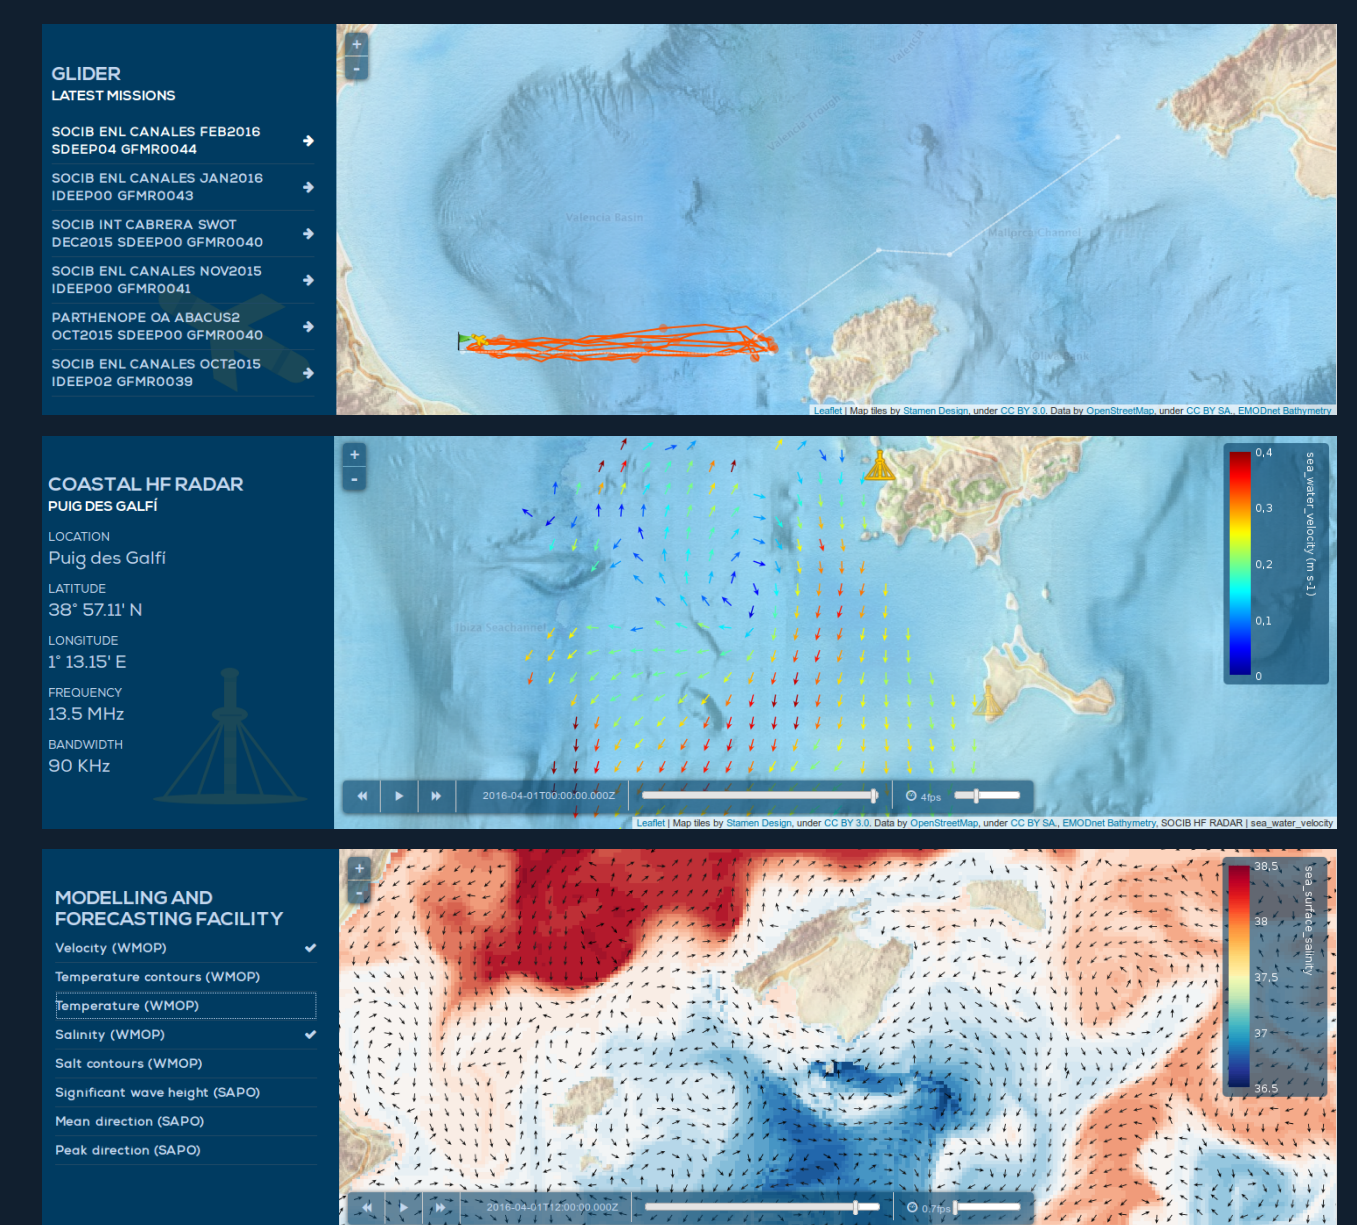 GLIDER
LATEST MISSIONS
SOCIB ENL CANALES FEB2016
SDEEP04 GFMR0044
SOCIB ENL CANALES JAN2016
IDEEP00 GFMR0043
SOCIB INT CABRERA SWOT
DEC2015 SDEEP00 GFMR0040
SOCIB ENL CANALES NOV2015
IDEEP00 GFMR0041
PARTHENOPE OA ABACUS2
OCT2015 SDEEP00 GFMR0040
SOCIB ENL CANALES OCT2015
IDEEP02 GFMR0039
+
-
Valencia
Valencia Trough
Valencia Basin
Mallorca Channel
Leaflet | Map tiles by Stamen Design, under CC BY 3.0. Data by OpenStreetMap, under CC BY SA., EMODnet Bathymetry
COASTAL HF RADAR
PUIG DES GALFÍ
LOCATION
Puig des Galfí
LATITUDE
38° 57.11' N
LONGITUDE
1° 13.15' E
FREQUENCY
13.5 MHz
BANDWIDTH
90 KHz
+
-
Ibiza Seachannel
0,4
0,3
0,2
0,1
0
sea_water_velocity (m s-1)
2016-04-01T00:00:00.000Z
4fps
Leaflet | Map tiles by Stamen Design, under CC BY 3.0. Data by OpenStreetMap, under CC BY SA., EMODnet Bathymetry, SOCIB HF RADAR | sea_water_velocity
MODELLING AND
FORECASTING FACILITY
Velocity (WMOP)
Temperature contours (WMOP)
Temperature (WMOP)
Salinity (WMOP)
Salt contours (WMOP)
Significant wave height (SAPO)
Mean direction (SAPO)
Peak direction (SAPO)
+
-
38,5
38
37,5
37
36,5
sea_surface_salinity
2016-04-01T12:00:00.000Z
0.7fps